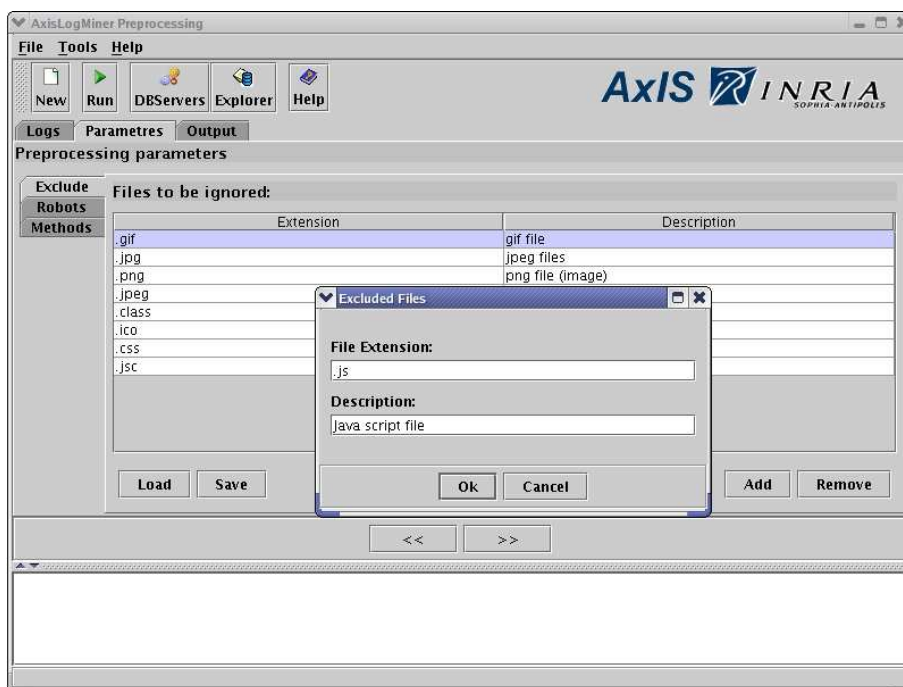 AxisLogMiner Preprocessing
File Tools Help
New Run DBServers Explorer Help
AxIS INRIA
SOPHIA-ANTIPOLIS
Logs Parametres Output
Preprocessing parameters
Exclude
Robots
Methods
Files to be ignored:
Extension Description
.gif gif file
.jpg jpeg files
.png png file (image)
.jpeg
.class
.ico
.css
.jsc
Excluded Files
File Extension:
.js
Description:
Java script file
Ok Cancel
Load Save Add Remove
<< >>